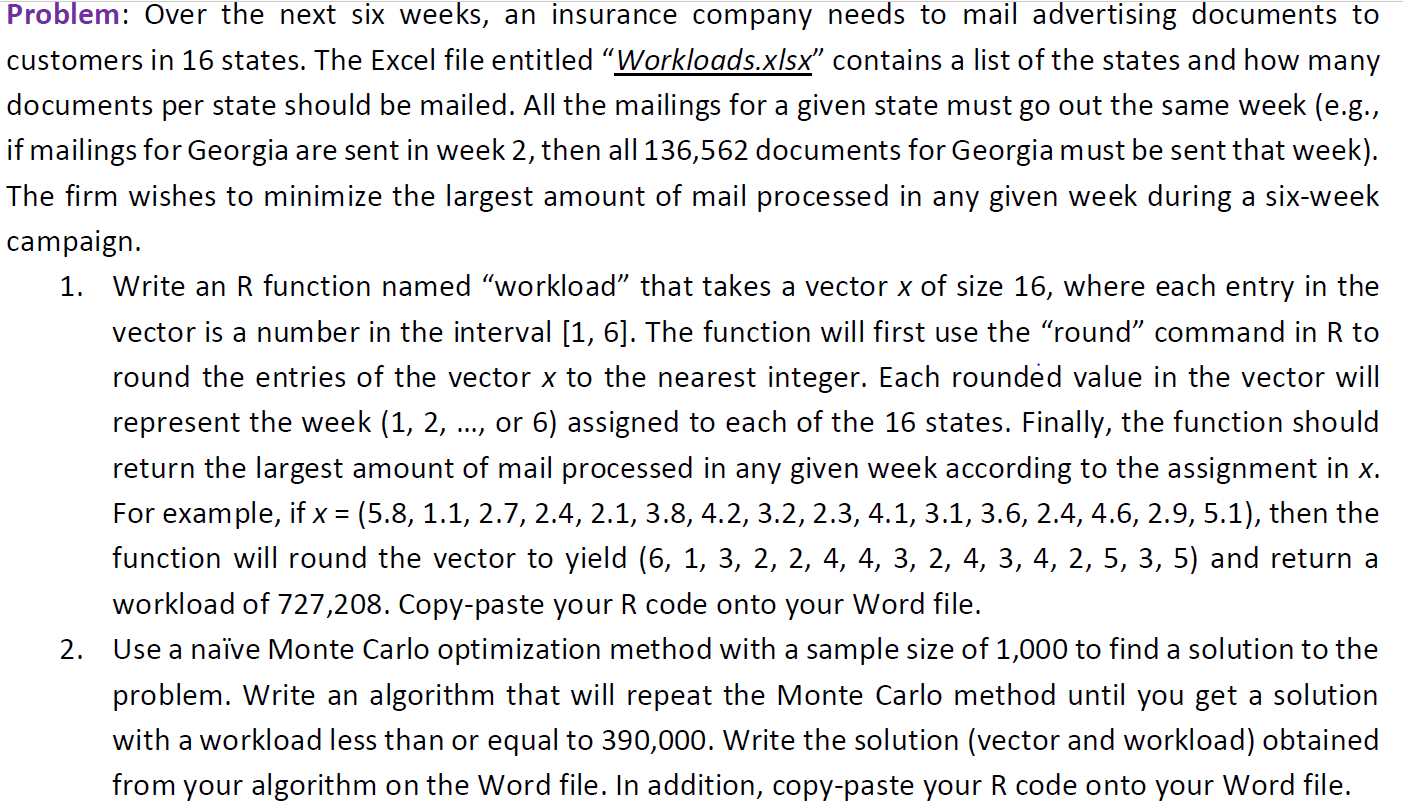 Problem: Over the next six weeks, an insurance company needs to mail advertising documents to
customers in 16 states. The Excel file entitled “Workloads.xlsx” contains a list of the states and how many
documents per state should be mailed. All the mailings for a given state must go out the same week (e.g.,
if mailings for Georgia are sent in week 2, then all 136,562 documents for Georgia must be sent that week).
The firm wishes to minimize the largest amount of mail processed in any given week during a six-week
campaign.
1. Write an R function named “workload” that takes a vector x of size 16, where each entry in the
vector is a number in the interval [1, 6]. The function will first use the “round” command in R to
round the entries of the vector x to the nearest integer. Each rounded value in the vector will
represent the week (1, 2, …, or 6) assigned to each of the 16 states. Finally, the function should
return the largest amount of mail processed in any given week according to the assignment in x.
For example, if x = (5.8, 1.1, 2.7, 2.4, 2.1, 3.8, 4.2, 3.2, 2.3, 4.1, 3.1, 3.6, 2.4, 4.6, 2.9, 5.1), then the
function will round the vector to yield (6, 1, 3, 2, 2, 4, 4, 3, 2, 4, 3, 4, 2, 5, 3, 5) and return a
workload of 727,208. Copy-paste your R code onto your Word file.
2. Use a naïve Monte Carlo optimization method with a sample size of 1,000 to find a solution to the
problem. Write an algorithm that will repeat the Monte Carlo method until you get a solution
with a workload less than or equal to 390,000. Write the solution (vector and workload) obtained
from your algorithm on the Word file. In addition, copy-paste your R code onto your Word file.